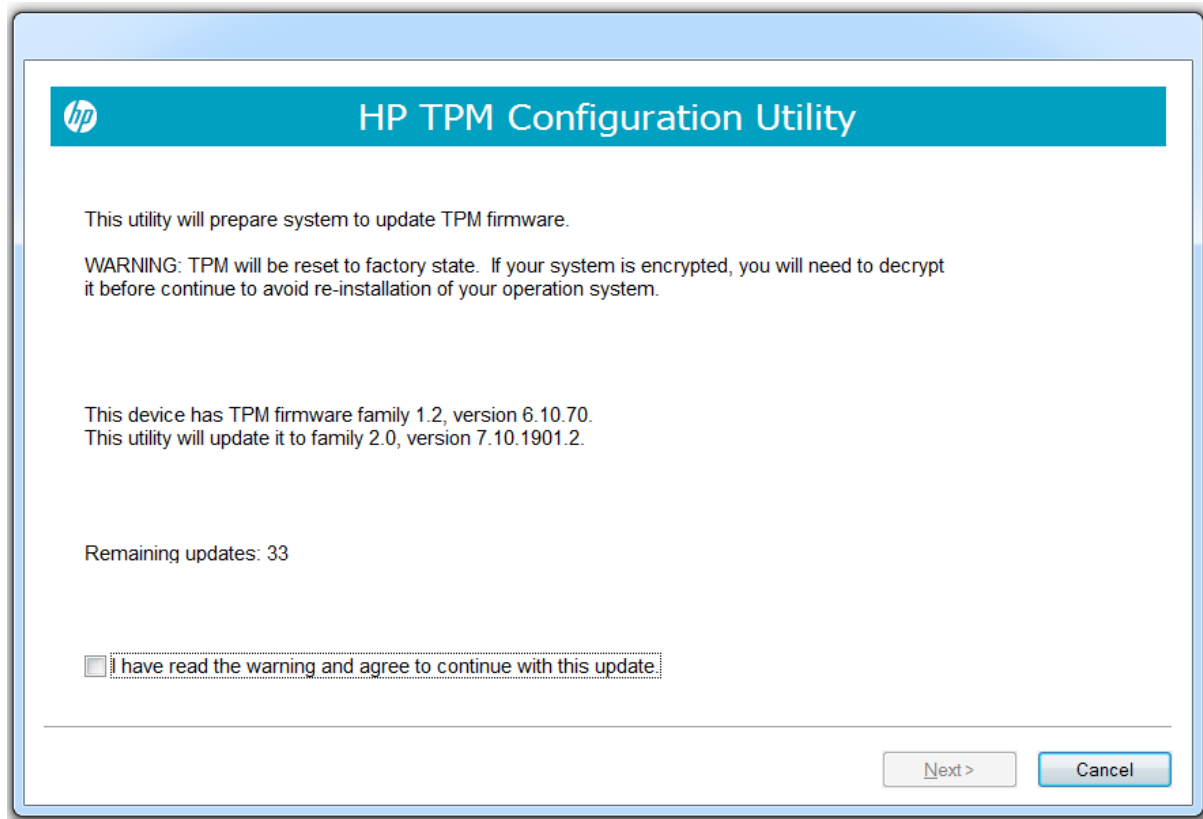 hp
HP TPM Configuration Utility
This utility will prepare system to update TPM firmware.
WARNING: TPM will be reset to factory state.  If your system is encrypted, you will need to decrypt
it before continue to avoid re-installation of your operation system.
This device has TPM firmware family 1.2, version 6.10.70.
This utility will update it to family 2.0, version 7.10.1901.2.
Remaining updates: 33
I have read the warning and agree to continue with this update.
Next >
Cancel